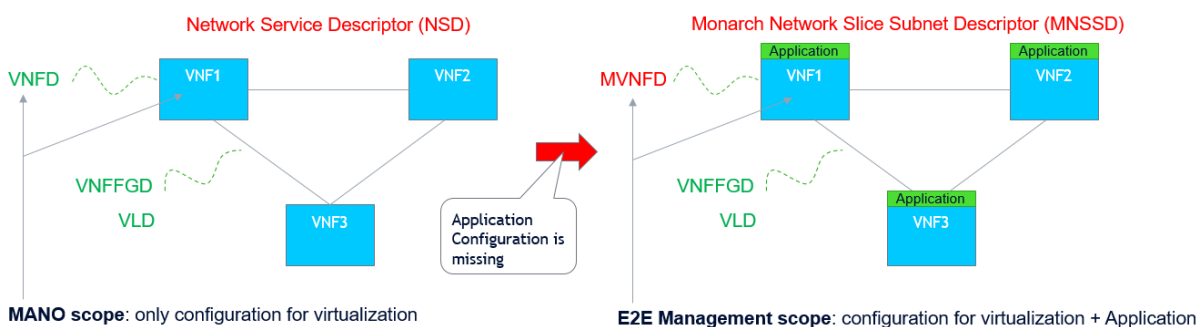 Network Service Descriptor (NSD)
VNFD
VNF1
VNF2
VNFFGD
VLD
VNF3
MANO scope: only configuration for virtualization
Application
Configuration is
missing
Monarch Network Slice Subnet Descriptor (MNSSD)
MVNFD
Application
VNF1
Application
VNF2
VNFFGD
VLD
Application
VNF3
E2E Management scope: configuration for virtualization + Application